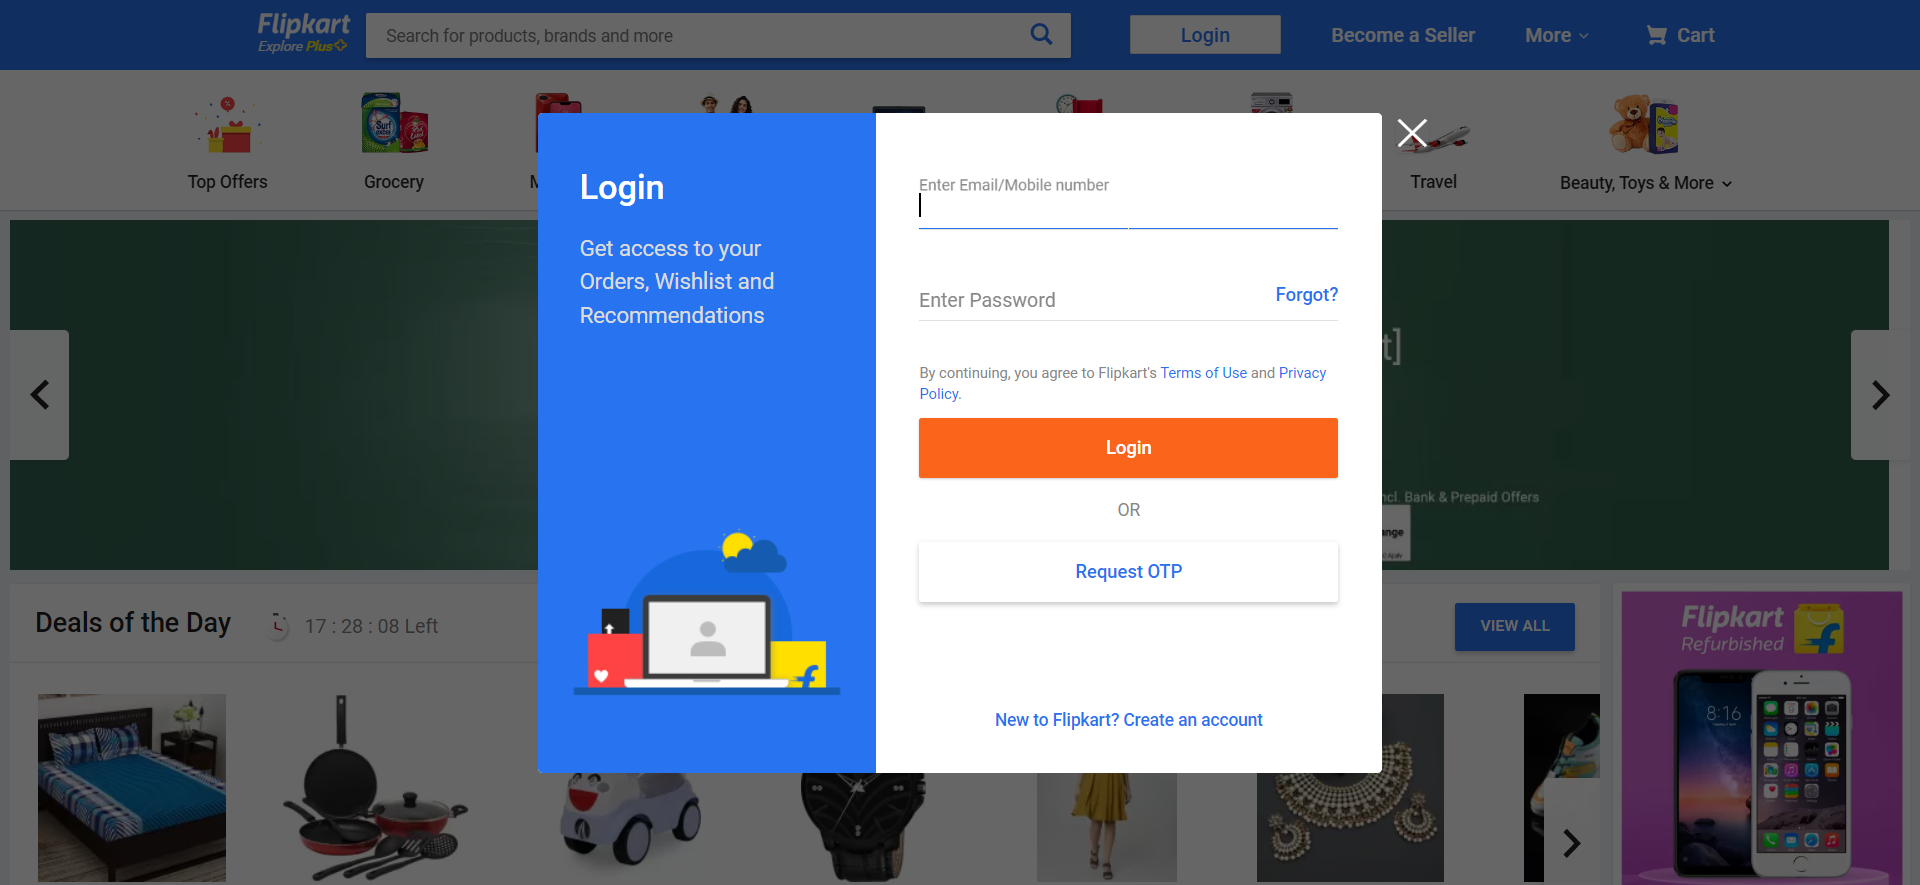 Flipkart
Explore Plus
Search for products, brands and more
Login
Become a Seller
More
Cart
Top Offers
Grocery
Travel
Beauty, Toys & More
Surf excel
Login
Get access to your
Orders, Wishlist and
Recommendations
Enter Email/Mobile number
Enter Password
Forgot?
By continuing, you agree to Flipkart's Terms of Use and Privacy
Policy.
Login
OR
Request OTP
New to Flipkart? Create an account
t]
ncl. Bank & Prepaid Offers
nge
Deals of the Day
17 : 28 : 08 Left
VIEW ALL
Flipkart
Refurbished
8:16